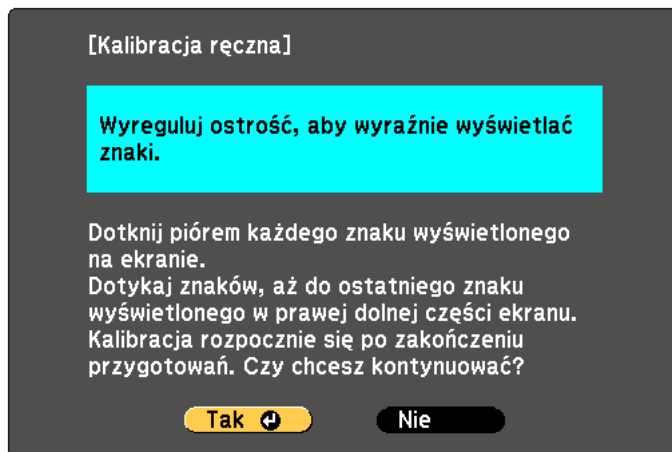 [Kalibracja ręczna]
Wyreguluj ostrość, aby wyraźnie wyświetlać
znaki.
Dotknij piórem każdego znaku wyświetlonego
na ekranie.
Dotykaj znaków, aż do ostatniego znaku
wyświetlonego w prawej dolnej części ekranu.
Kalibracja rozpocznie się po zakończeniu
przygotowań. Czy chcesz kontynuować?
Tak Nie